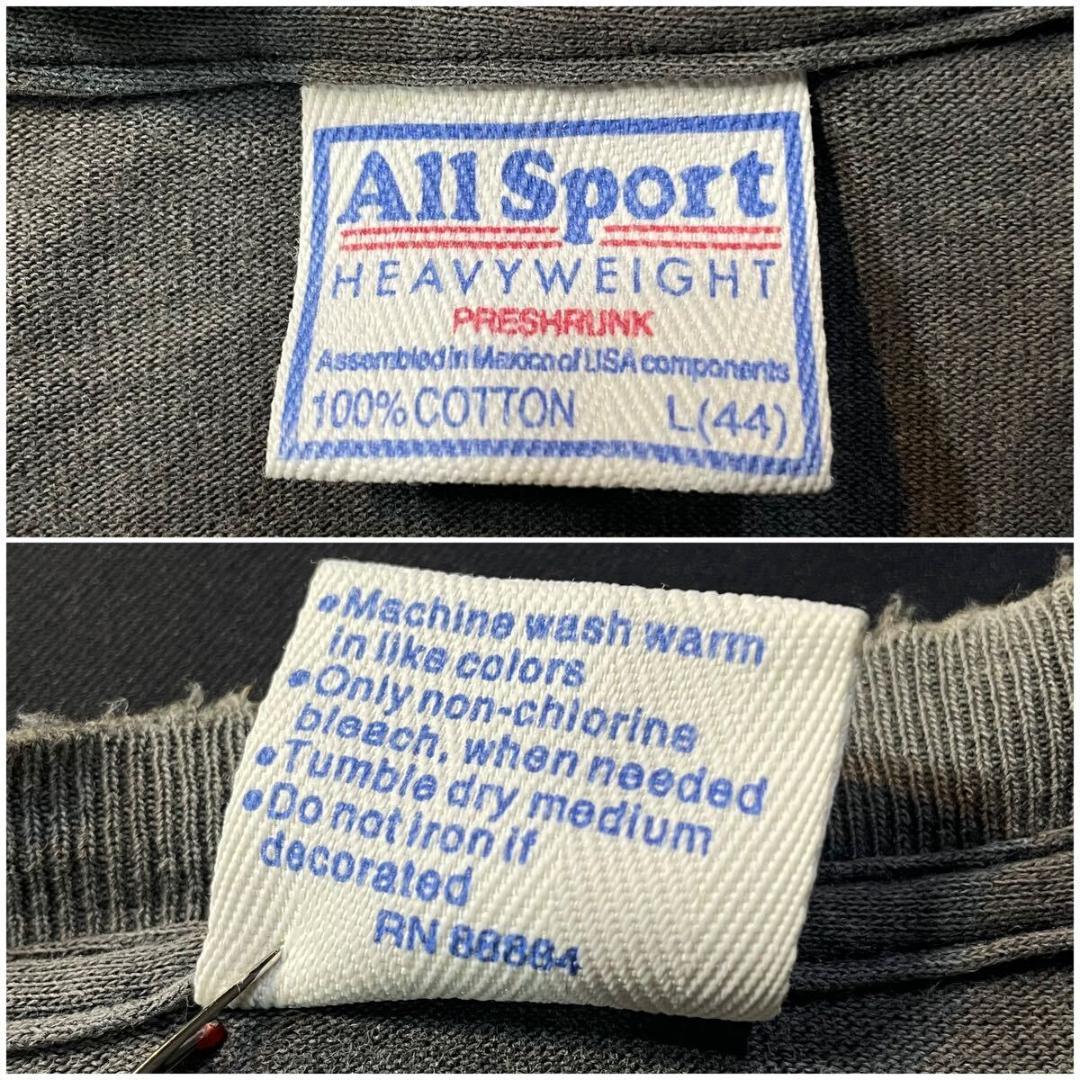 All Sport
HEAVYWEIGHT
PRESHRUNK
Assembled in Mexico of USA components
100% COTTON L(44)
•Machine wash warm
in like colors
•Only non-chlorine
bleach, when needed
•Tumble dry medium
•Do not iron if
decorated
RN